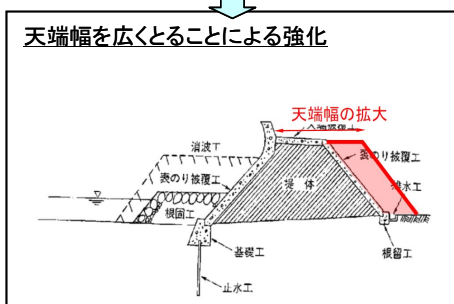 天端幅を広くとることによる強化
天端幅の拡大
消波工
表のり被覆工
裏のり被覆工
堤体
排水工
根固工
基礎工
根留工
止水工